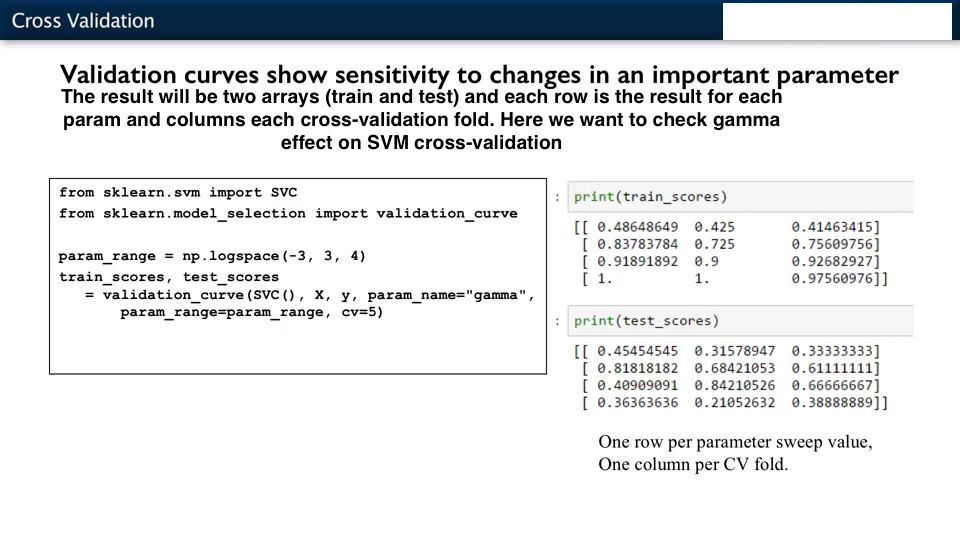 Cross Validation
Validation curves show sensitivity to changes in an important parameter
The result will be two arrays (train and test) and each row is the result for each
param and columns each cross-validation fold. Here we want to check gamma
effect on SVM cross-validation
from sklearn.svm import SVC
from sklearn.model_selection import validation_curve
param_range = np.logspace(-3, 3, 4)
train_scores, test_scores
= validation_curve(SVC(), X, y, param_name="gamma",
param_range=param_range, cv=5)
: print(train_scores)
[[ 0.48648649 0.425 0.41463415]
[ 0.83783784 0.725 0.75609756]
[ 0.91891892 0.9 0.92682927]
[ 1. 1. 0.97560976]]
: print(test_scores)
[[ 0.45454545 0.31578947 0.33333333]
[ 0.81818182 0.68421053 0.61111111]
[ 0.40909091 0.84210526 0.66666667]
[ 0.36363636 0.21052632 0.38888889]]
One row per parameter sweep value,
One column per CV fold.